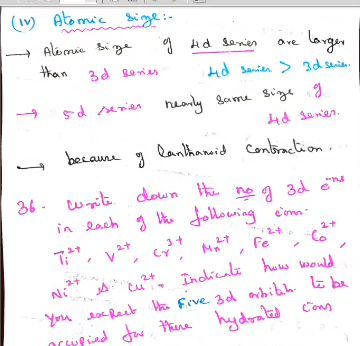 (iv) Atomic size:-
→ Atomic size of 4d series are larger
than 3d series 4d series > 3d series.
→ 5d series nearly same size of
4d series.
→ because of lanthanoid contraction.
36. Write down the no of 3d e⁻ns
in each of the following ions:
Ti²⁺, V²⁺, Cr³⁺, Mn²⁺, Fe²⁺, Co²⁺
Ni²⁺ & Cu²⁺. Indicate how would
you expect the Five 3d orbitals to be
occupied for these hydrated ions